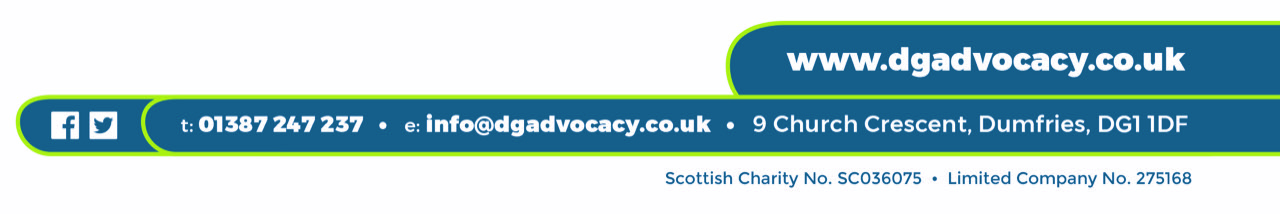 www.dgadvocacy.co.uk
t: 01387 247 237 • e: info@dgadvocacy.co.uk • 9 Church Crescent, Dumfries, DG1 1DF
Scottish Charity No. SC036075 • Limited Company No. 275168